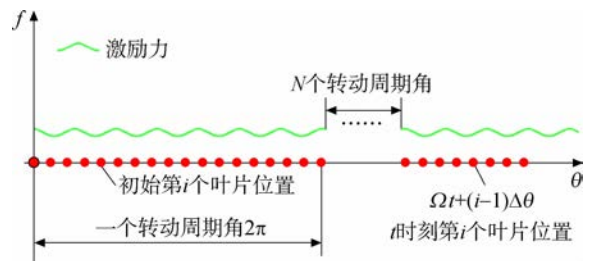 f
激励力
N个转动周期角
······
初始第i个叶片位置
θ
Ωt+(i–1)Δθ
一个转动周期角2π
t时刻第i个叶片位置